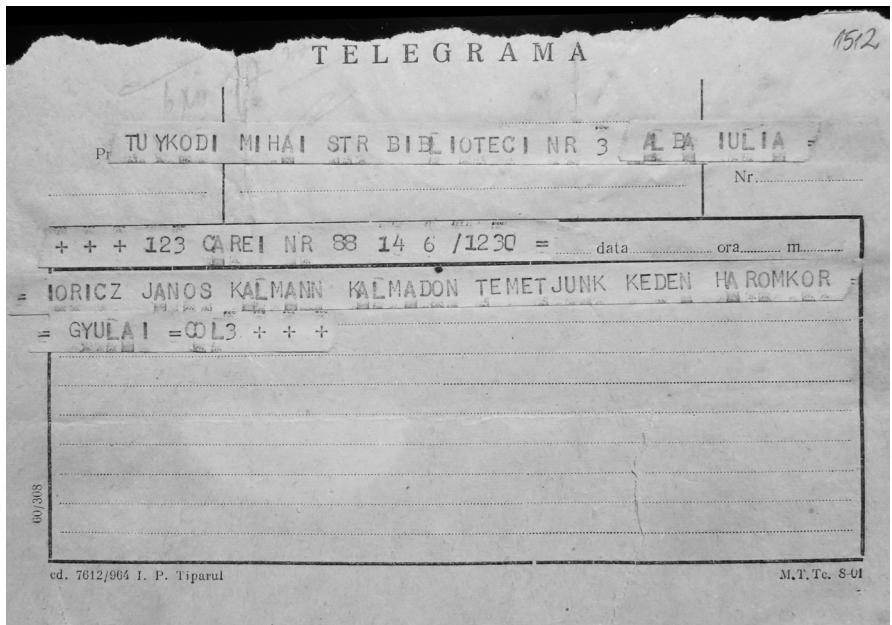 1512
TELEGRAMA
Pr TUYKODI MIHAI STR BIBLIOTECI NR 3 ALBA IULIA =
Nr.
+ + + 123 CAREI NR 88 14 6 /1230 = data ora m
= IORICZ JANOS KALMANN KALMADON TEMETJUNK KEDEN HAROMKOR =
= GYULAI = COL3 + + +
60/308
cd. 7612/964 I. P. Tiparul M.T.Tc. 8-01